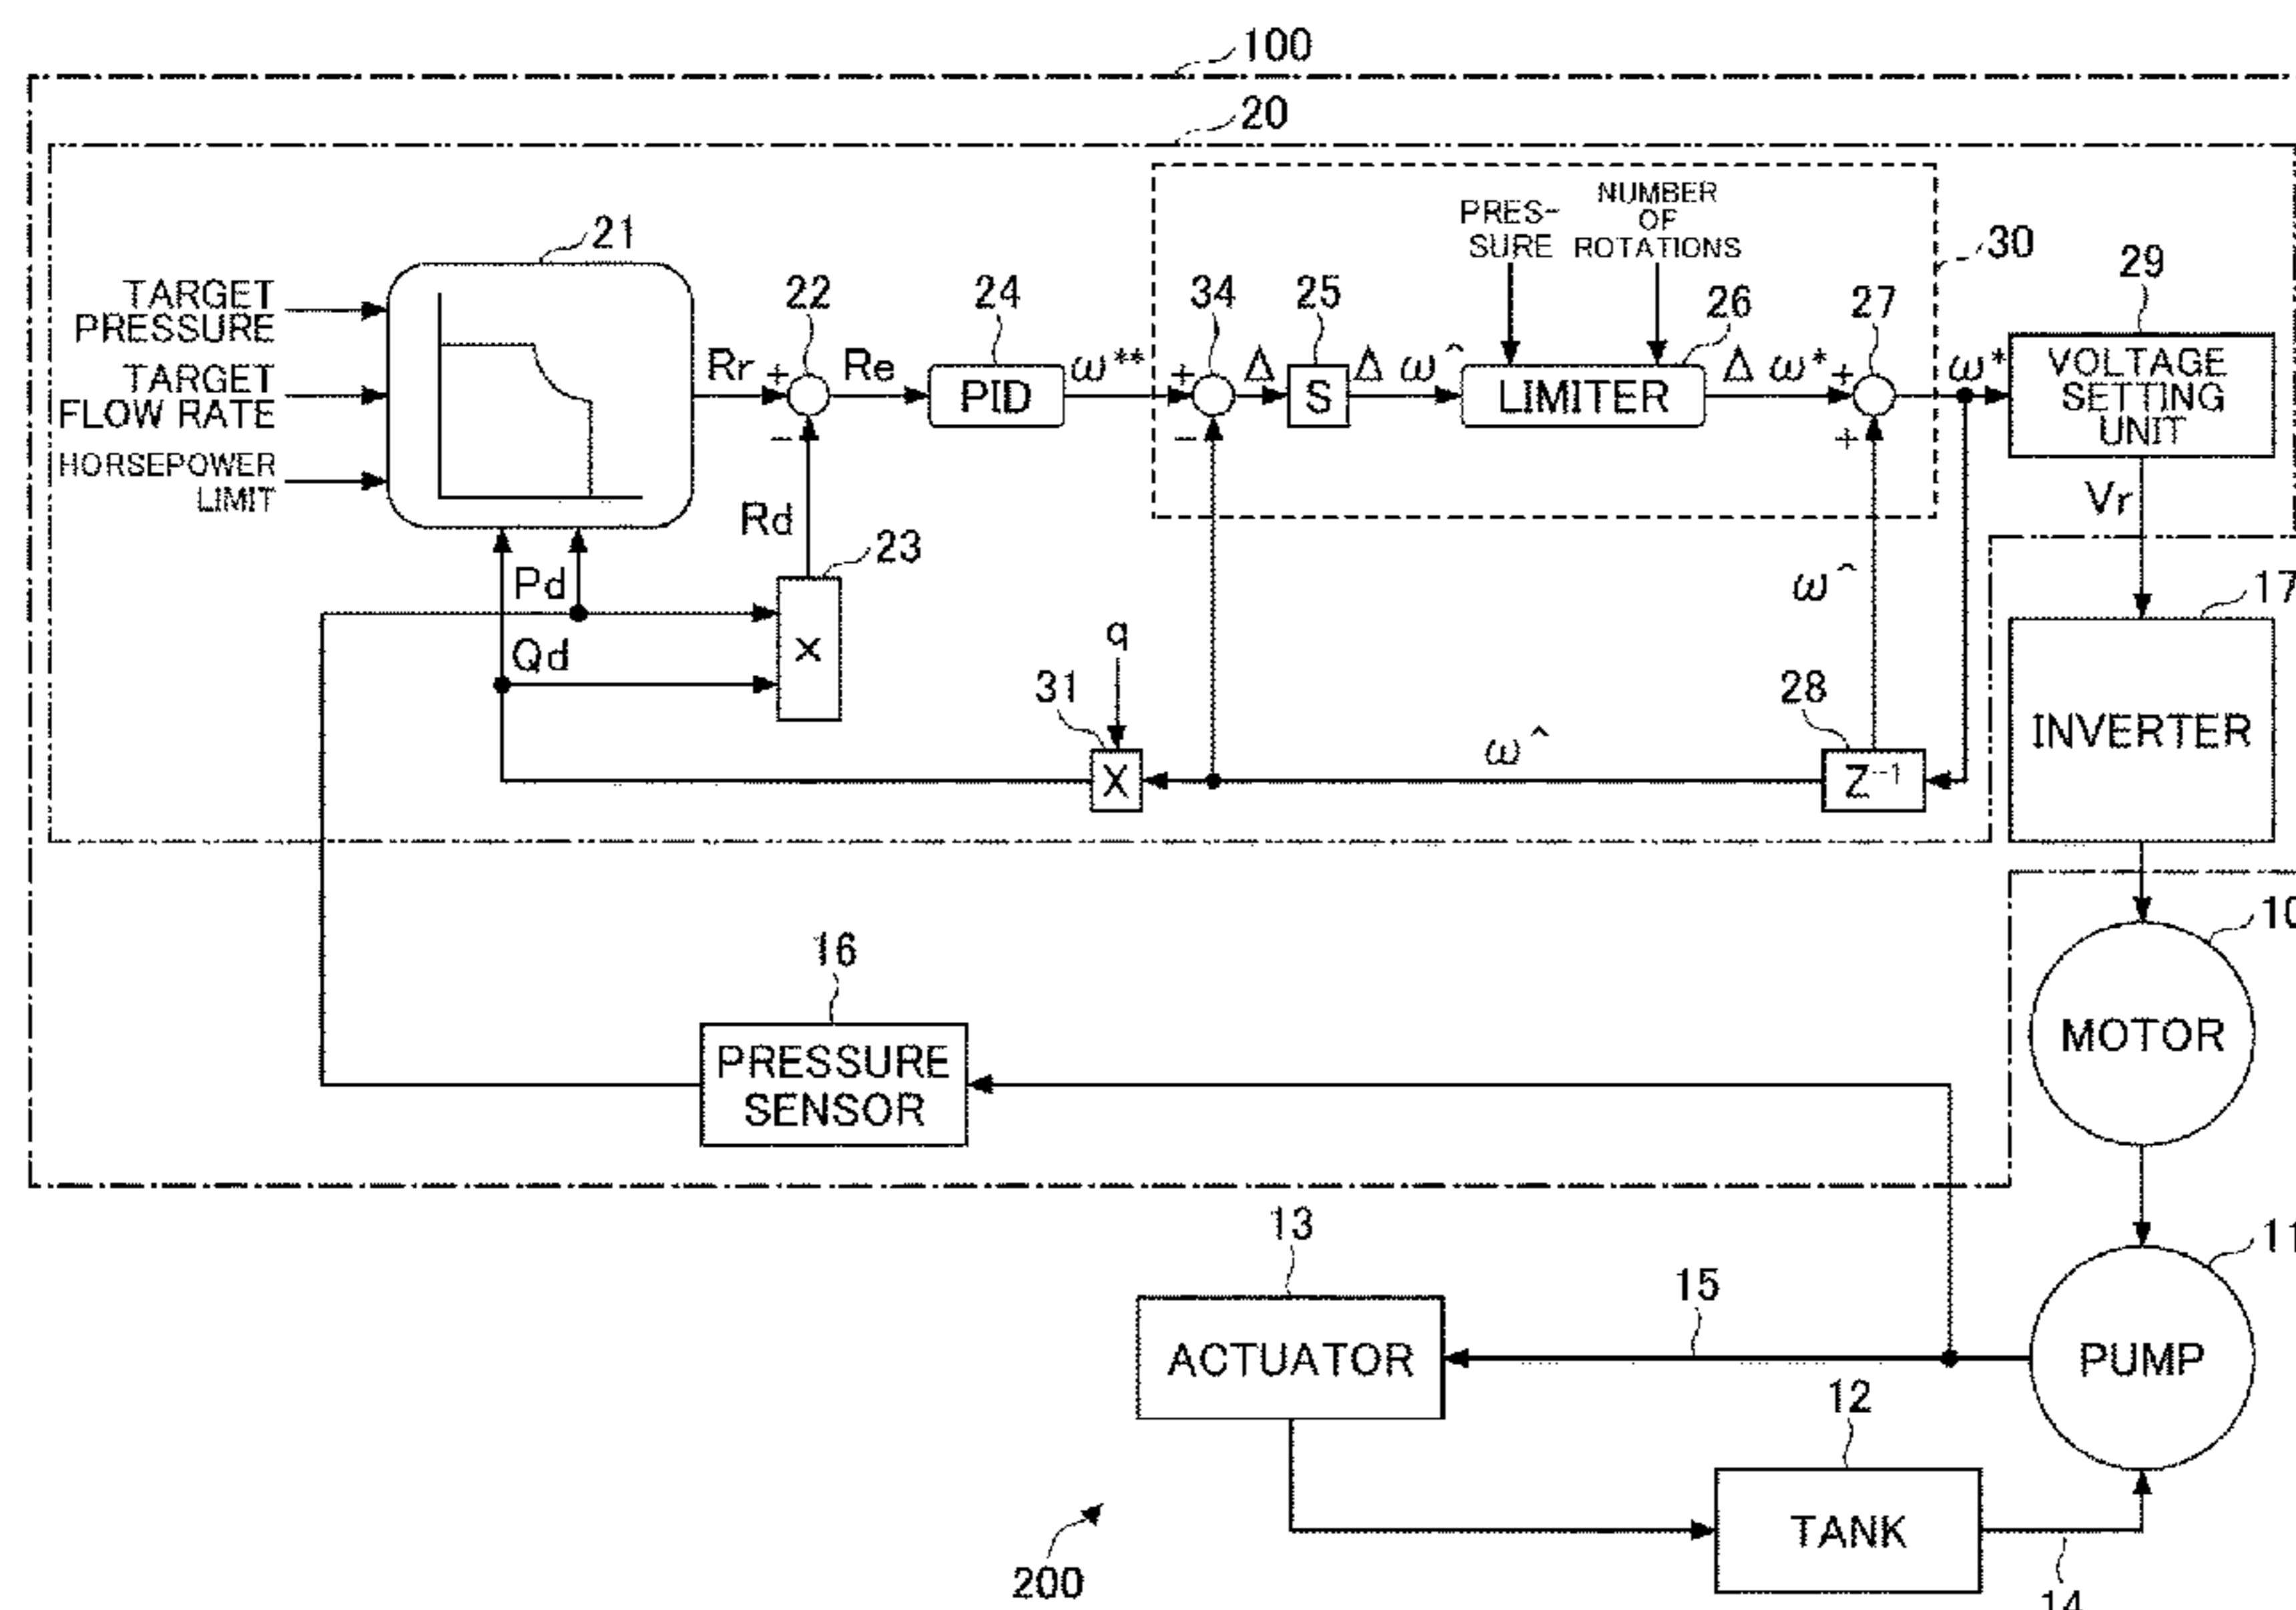 100
20
21
TARGET
PRESSURE
TARGET
FLOW RATE
HORSEPOWER
LIMIT
Rr
+
22
−
Re
24
PID
ω**
+
34
−
Δ
25
S
Δ ω^
PRES-
SURE
NUMBER
OF
ROTATIONS
LIMITER
26
Δ ω*
+
27
+
30
ω*
29
VOLTAGE
SETTING
UNIT
Vr
Rd
23
X
Pd
Qd
q
31
X
ω^
ω^
28
Z⁻¹
17
INVERTER
10
MOTOR
16
PRESSURE
SENSOR
11
PUMP
13
ACTUATOR
15
12
TANK
14
200